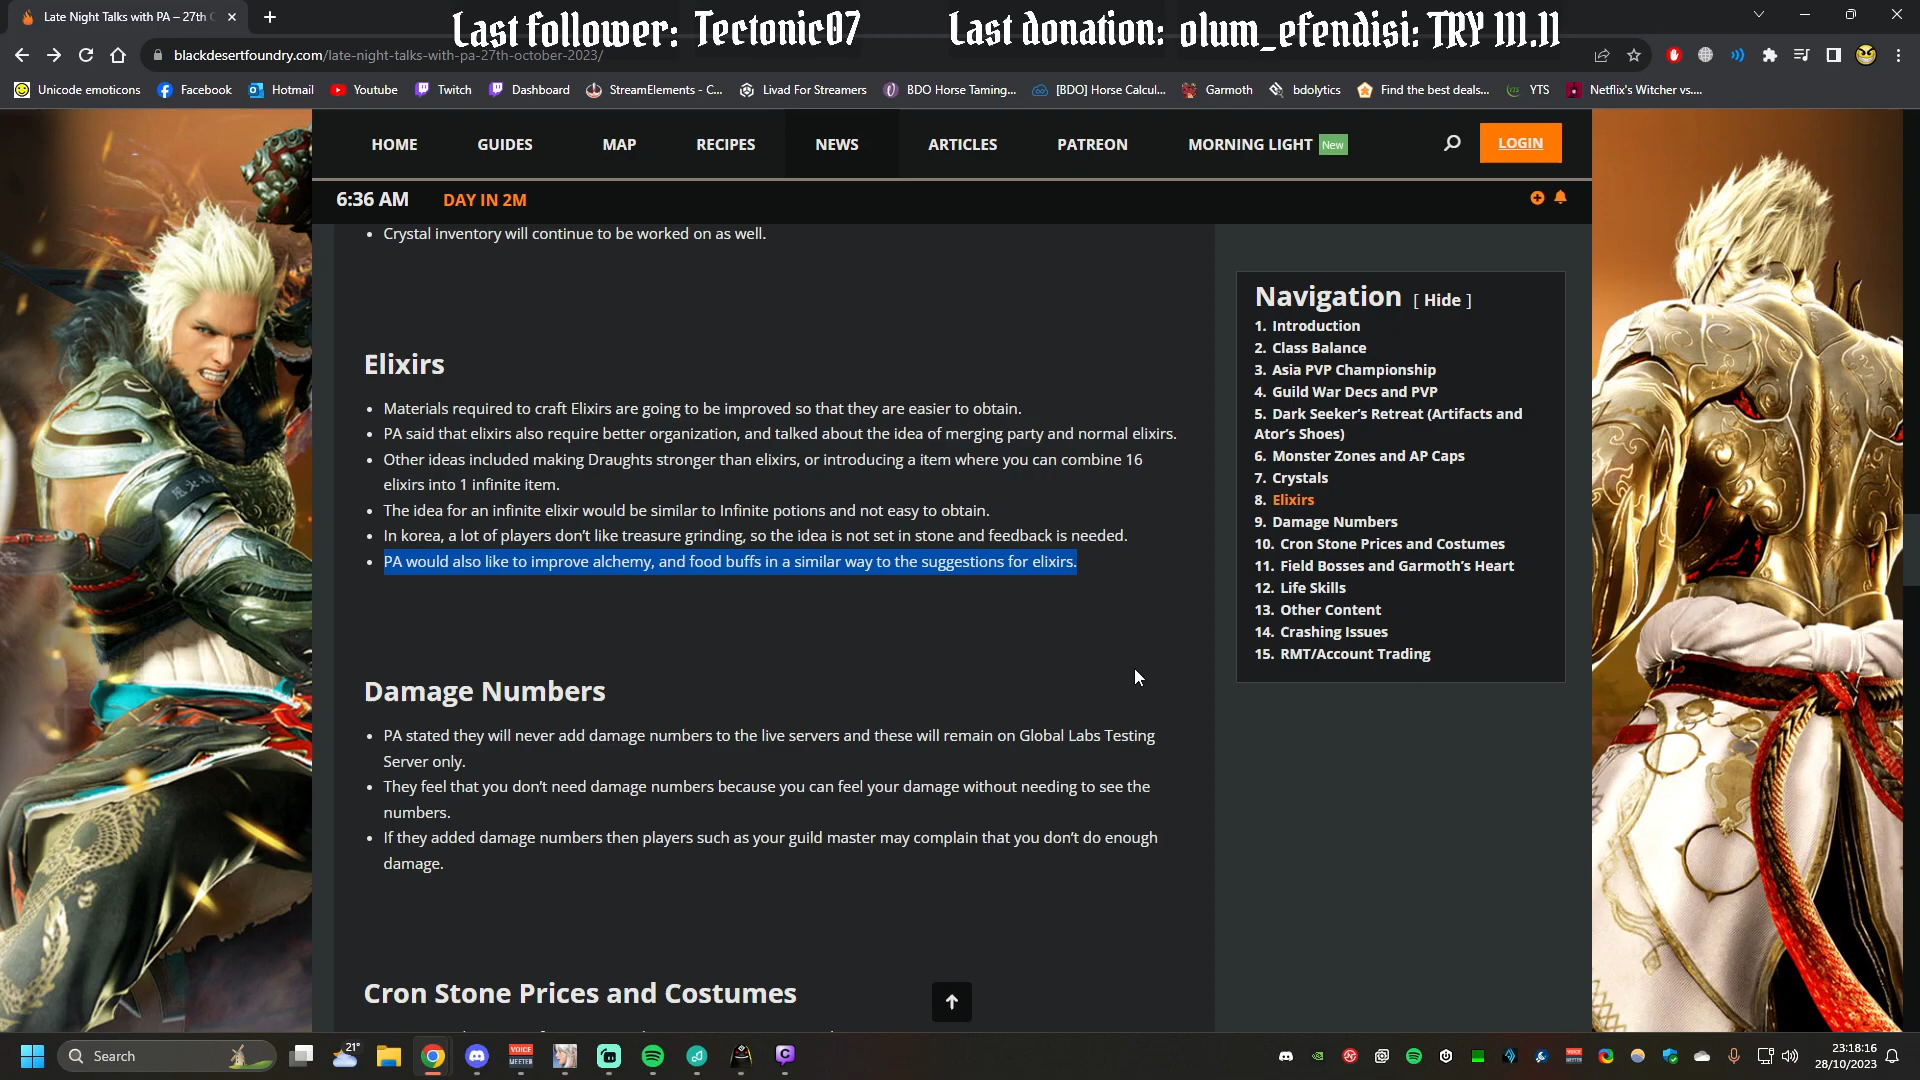 Late Night Talks with PA – 27th
Last follower: Tectonic07
Last donation: olum_efendisi: TRY 111.11
blackdesertfoundry.com/late-night-talks-with-pa-27th-october-2023/
Unicode emoticons
Facebook
Hotmail
Youtube
Twitch
Dashboard
StreamElements - C...
Livad For Streamers
BDO Horse Taming...
[BDO] Horse Calcul...
Garmoth
bdolytics
Find the best deals...
YTS
Netflix's Witcher vs....
HOME
GUIDES
MAP
RECIPES
NEWS
ARTICLES
PATREON
MORNING LIGHT New
LOGIN
6:36 AM
DAY IN 2M
Crystal inventory will continue to be worked on as well.
Elixirs
Materials required to craft Elixirs are going to be improved so that they are easier to obtain.
PA said that elixirs also require better organization, and talked about the idea of merging party and normal elixirs.
Other ideas included making Draughts stronger than elixirs, or introducing a item where you can combine 16
elixirs into 1 infinite item.
The idea for an infinite elixir would be similar to Infinite potions and not easy to obtain.
In korea, a lot of players don't like treasure grinding, so the idea is not set in stone and feedback is needed.
PA would also like to improve alchemy, and food buffs in a similar way to the suggestions for elixirs.
Damage Numbers
PA stated they will never add damage numbers to the live servers and these will remain on Global Labs Testing
Server only.
They feel that you don't need damage numbers because you can feel your damage without needing to see the
numbers.
If they added damage numbers then players such as your guild master may complain that you don't do enough
damage.
Cron Stone Prices and Costumes
Navigation [ Hide ]
1. Introduction
2. Class Balance
3. Asia PVP Championship
4. Guild War Decs and PVP
5. Dark Seeker's Retreat (Artifacts and
Ator's Shoes)
6. Monster Zones and AP Caps
7. Crystals
8. Elixirs
9. Damage Numbers
10. Cron Stone Prices and Costumes
11. Field Bosses and Garmoth's Heart
12. Life Skills
13. Other Content
14. Crashing Issues
15. RMT/Account Trading
Search
21°
VOICE
MEETER
23:18:16
28/10/2023